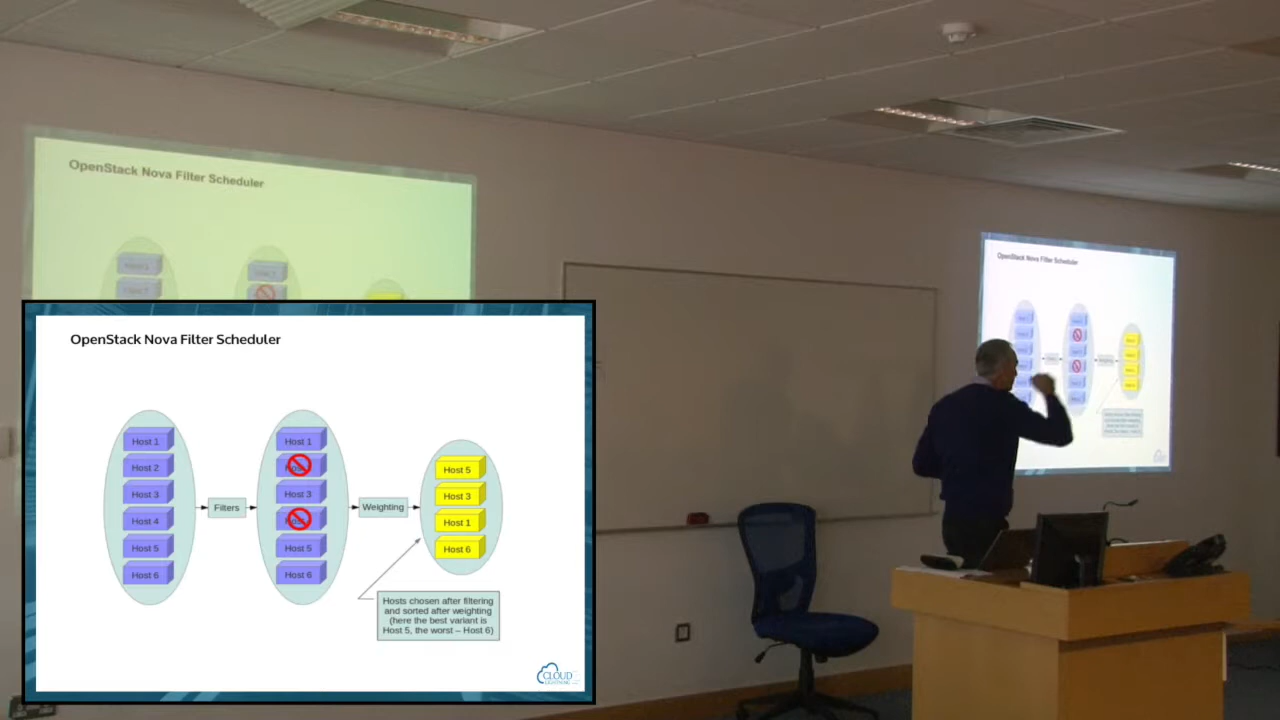 OpenStack Nova Filter Scheduler
OpenStack Nova Filter Scheduler
OpenStack Nova Filter Scheduler
Host 1
Host 2
Host 3
Host 4
Host 5
Host 6
Filters
Host 1
Host 3
Host 5
Host 6
Weighting
Host 5
Host 3
Host 1
Host 6
Hosts chosen after filtering
and sorted after weighting
(here the best variant is
Host 5, the worst – Host 6)
CLOUD